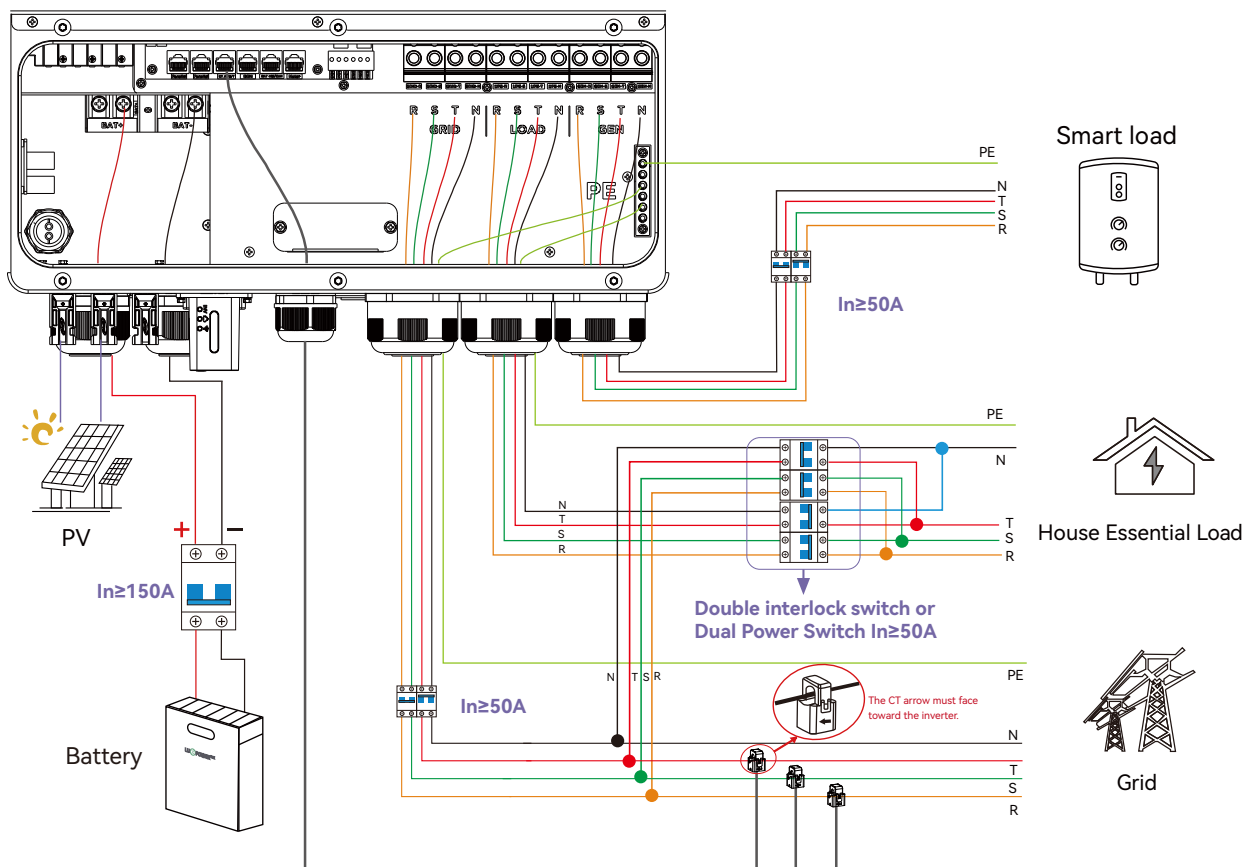 BAT+
BAT-
R S T N R S T N R S T N
GRID LOAD GEN
PE
PE
N
T
S
R
Smart load
In≥50A
PE
N
T
S
R
House Essential Load
N
T
S
R
PV
+ –
In≥150A
Double interlock switch or
Dual Power Switch In≥50A
PE
N T S R
The CT arrow must face
toward the inverter.
In≥50A
Battery
N
T
S
R
Grid